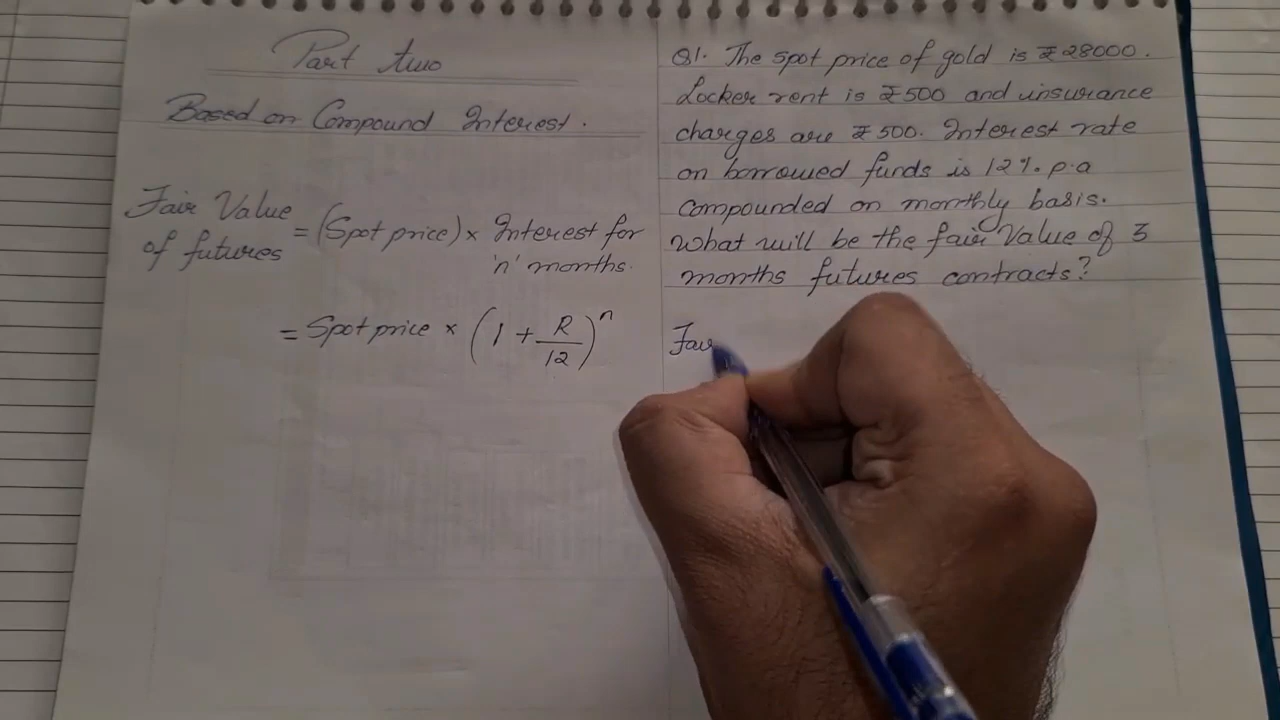 Part two
Based on Compound Interest.
Fair Value of futures = (Spot price) × Interest for 'n' months.
= Spot price × (1 + R/12)^n
Q1. The spot price of gold is ₹28000.
Locker rent is ₹500 and insurance
charges are ₹500. Interest rate
on borrowed funds is 12%. p.a
compounded on monthly basis.
What will be the fair Value of 3
months futures contracts?
Fai